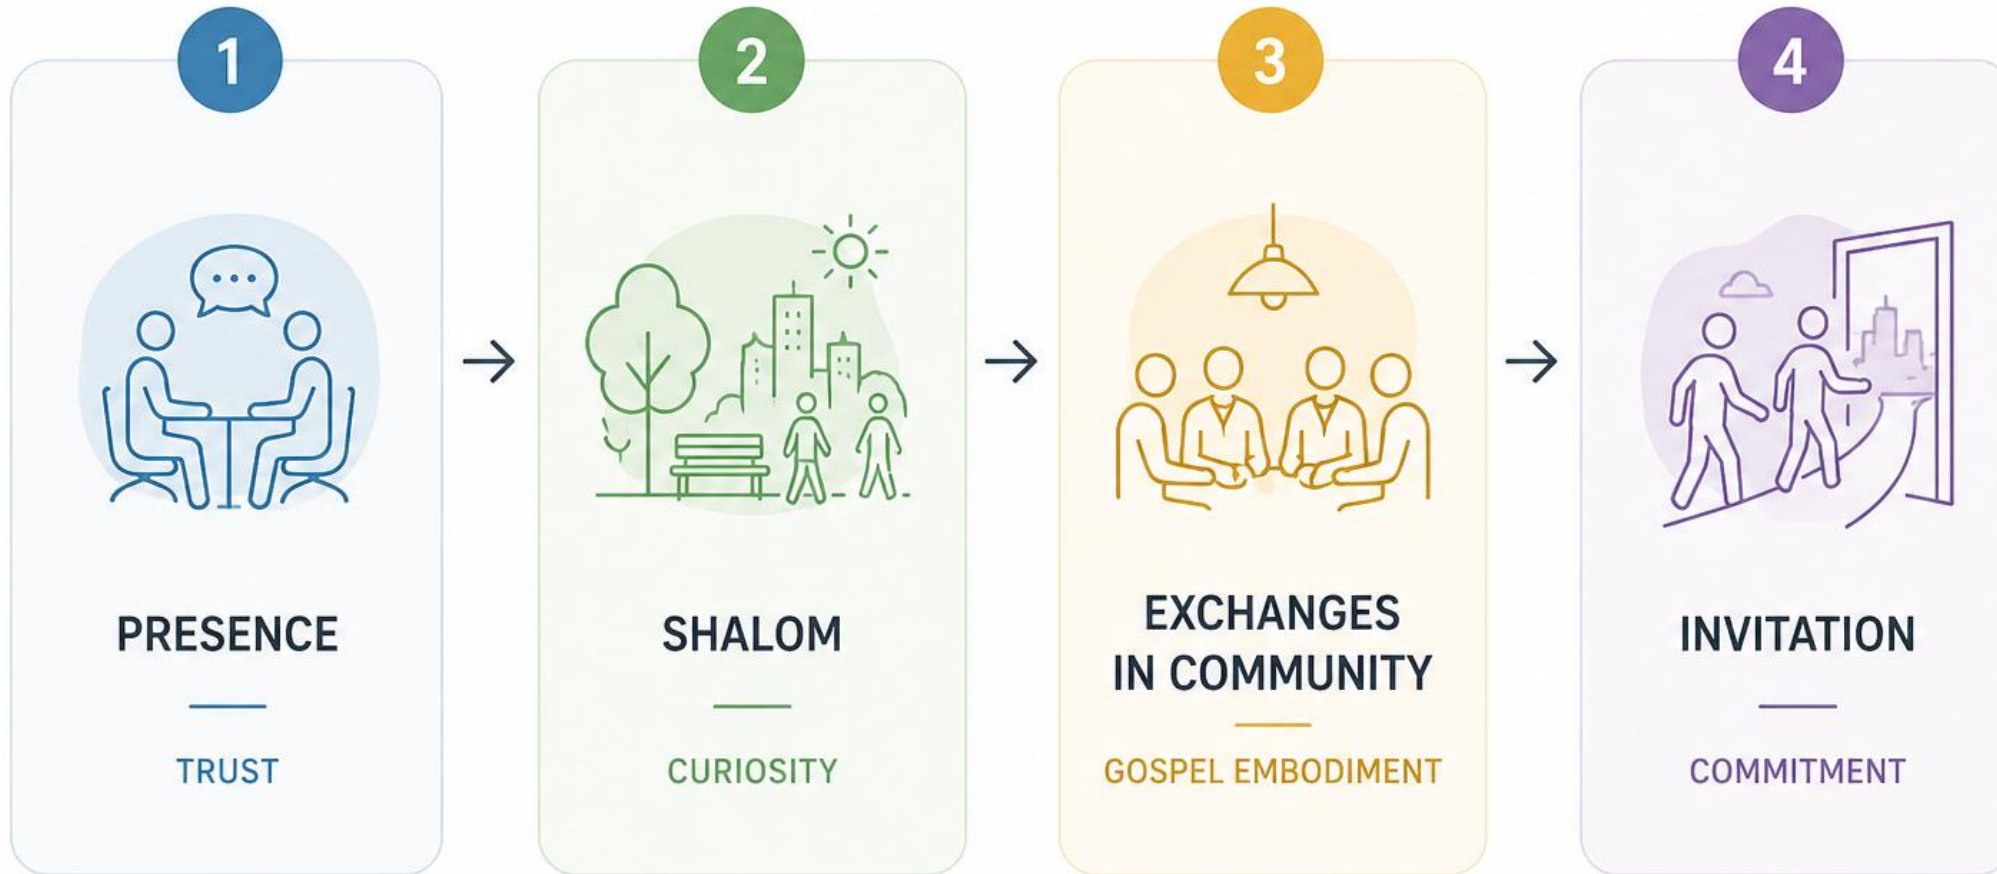 1
PRESENCE
TRUST
2
SHALOM
CURIOSITY
3
EXCHANGES
IN COMMUNITY
GOSPEL EMBODIMENT
4
INVITATION
COMMITMENT